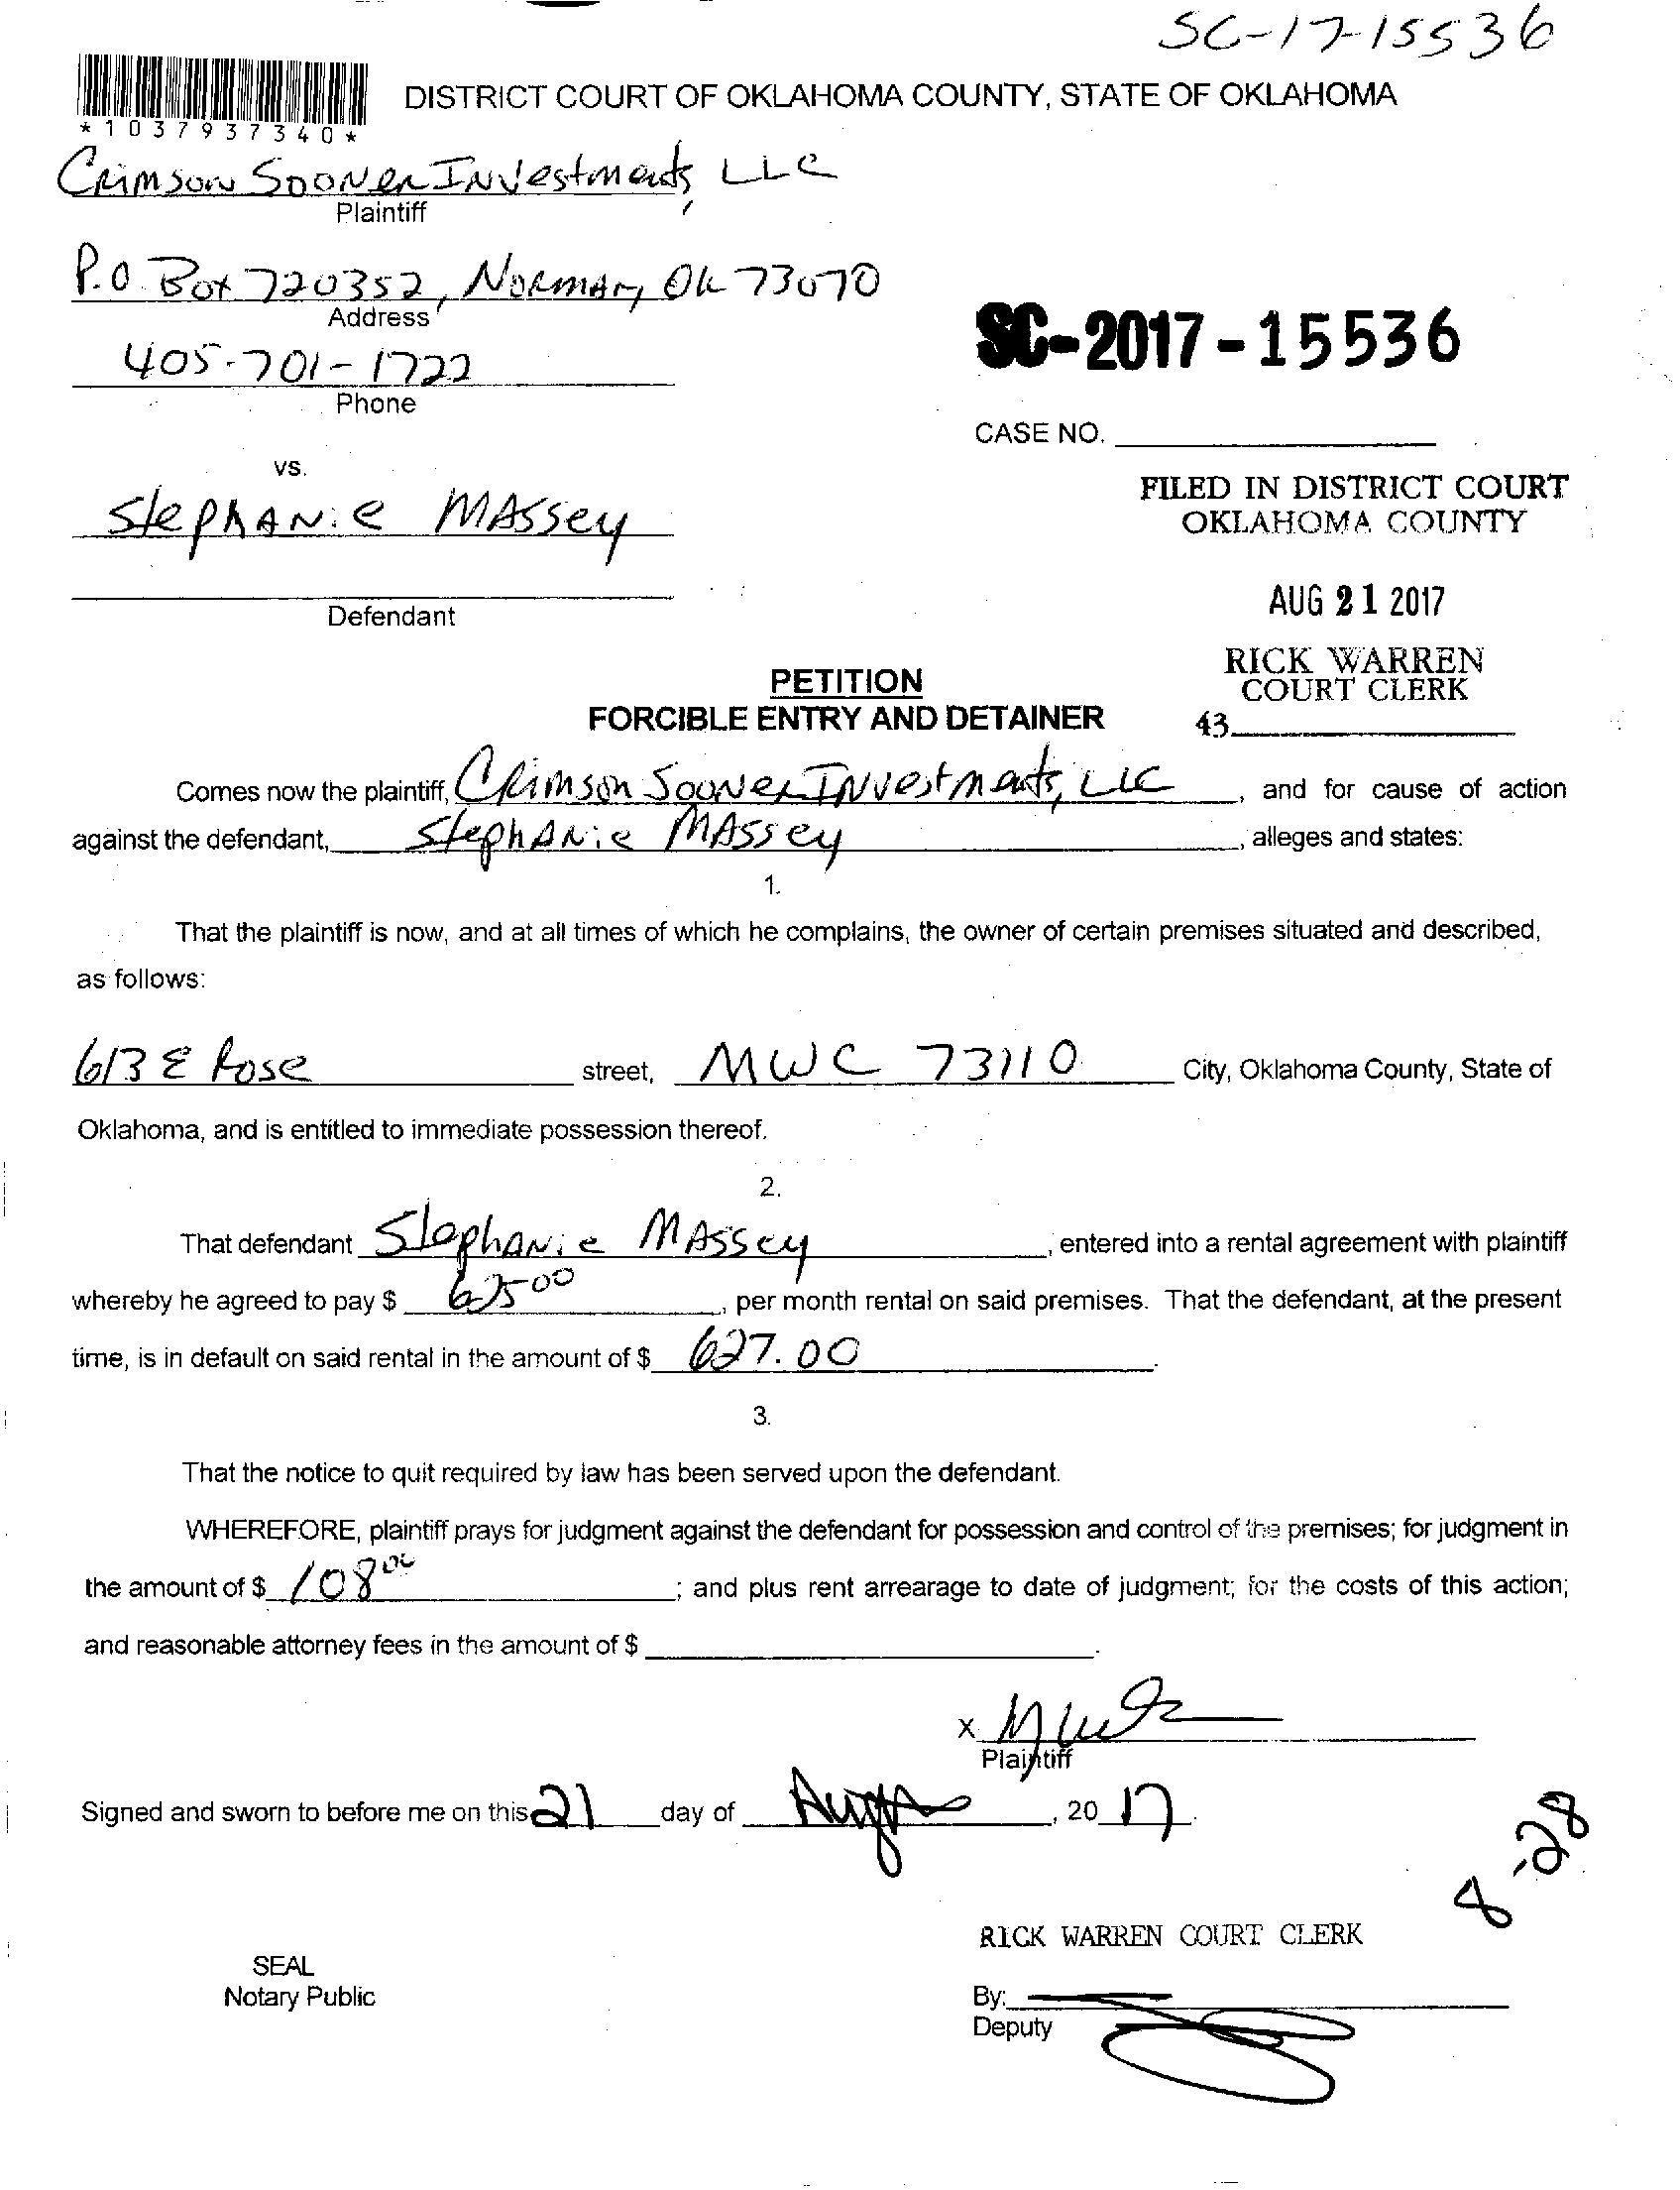 SC-17-15536
DISTRICT COURT OF OKLAHOMA COUNTY, STATE OF OKLAHOMA
*1037937340*
Crimson Sooner Investments, LLC
Plaintiff
P.O. Box 720352, Norman, OK 73070
Address
405-701-1722
Phone
SC-2017-15536
CASE NO.
vs.
Stephanie Massey
Defendant
FILED IN DISTRICT COURT
OKLAHOMA COUNTY
AUG 21 2017
RICK WARREN
COURT CLERK
43
PETITION
FORCIBLE ENTRY AND DETAINER
Comes now the plaintiff, Crimson Sooner Investments, LLC, and for cause of action
against the defendant, Stephanie Massey, alleges and states:
1.
That the plaintiff is now, and at all times of which he complains, the owner of certain premises situated and described,
as follows:
613 E Rose street, MWC 73110 City, Oklahoma County, State of
Oklahoma, and is entitled to immediate possession thereof.
2.
That defendant Stephanie Massey, entered into a rental agreement with plaintiff
whereby he agreed to pay $ , per month rental on said premises. That the defendant, at the present
time, is in default on said rental in the amount of $ 627.00.
3.
That the notice to quit required by law has been served upon the defendant.
WHEREFORE, plaintiff prays for judgment against the defendant for possession and control of the premises; for judgment in
the amount of $ 108 00; and plus rent arrearage to date of judgment; for the costs of this action;
and reasonable attorney fees in the amount of $ .
X
Plaintiff
Signed and sworn to before me on this 21 day of August, 2017.
8-28
RICK WARREN COURT CLERK
SEAL
Notary Public
By:
Deputy